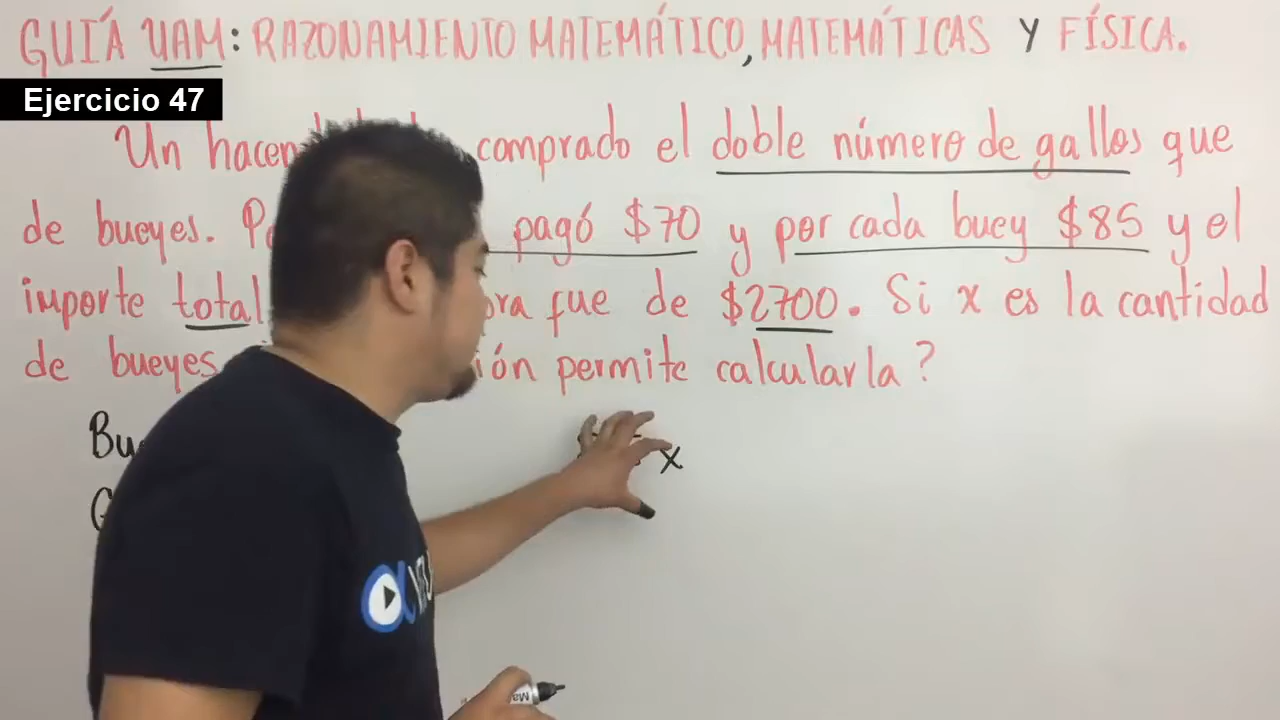 GUÍA UAM: RAZONAMIENTO MATEMÁTICO, MATEMÁTICAS Y FÍSICA.
Ejercicio 47
Un comprado el doble número de gallos que
de bueyes. pagó $70 y por cada buey $85 y el
importe total fue de $2700. Si x es la cantidad
de bueyes permite calcularla?
x